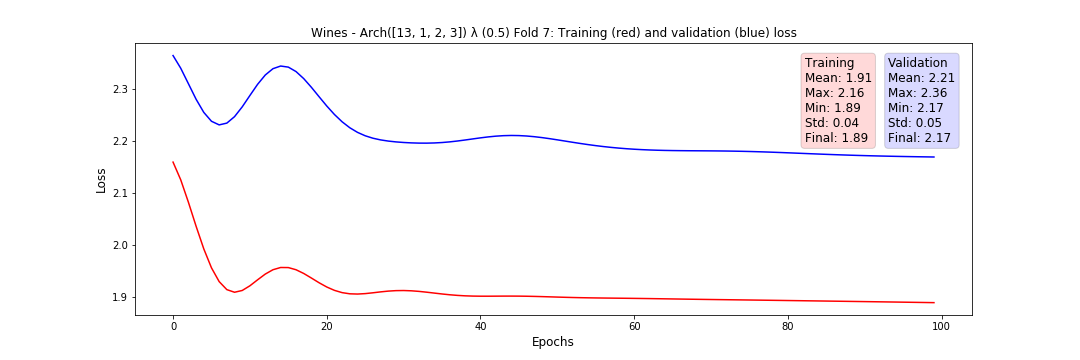 Wines - Arch([13, 1, 2, 3]) λ (0.5) Fold 7: Training (red) and validation (blue) loss
Training
Mean: 1.91
Max: 2.16
Min: 1.89
Std: 0.04
Final: 1.89
Validation
Mean: 2.21
Max: 2.36
Min: 2.17
Std: 0.05
Final: 2.17
Loss
2.3
2.2
2.1
2.0
1.9
0 20 40 60 80 100
Epochs